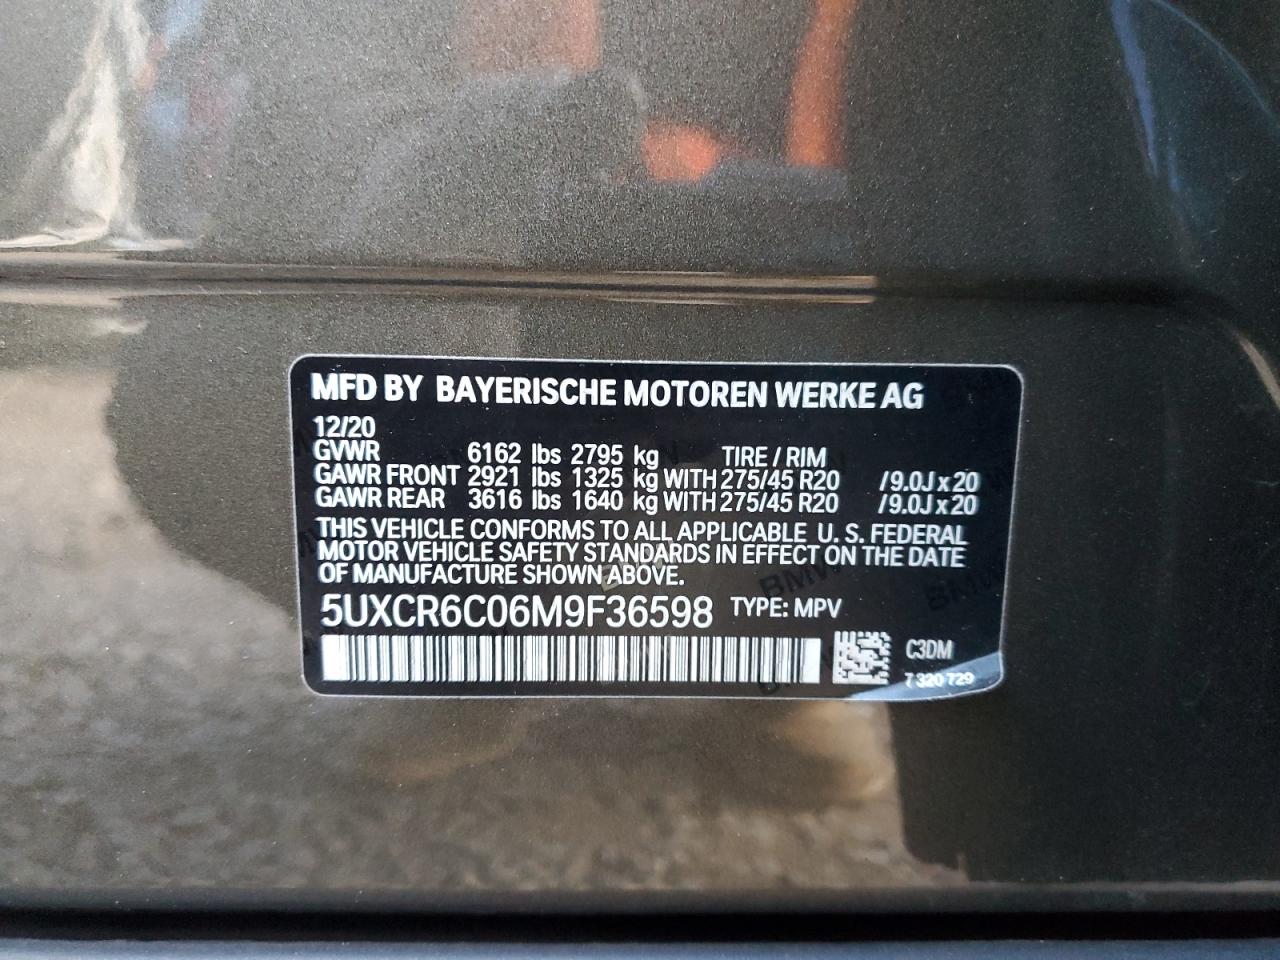 MFD BY BAYERISCHE MOTOREN WERKE AG
12/20
GVWR 6162 lbs 2795 kg TIRE / RIM
GAWR FRONT 2921 lbs 1325 kg WITH 275/45 R20 /9.0J x 20
GAWR REAR 3616 lbs 1640 kg WITH 275/45 R20 /9.0J x 20
THIS VEHICLE CONFORMS TO ALL APPLICABLE U. S. FEDERAL
MOTOR VEHICLE SAFETY STANDARDS IN EFFECT ON THE DATE
OF MANUFACTURE SHOWN ABOVE.
5UXCR6C06M9F36598 TYPE: MPV
C3DM
7 320 729